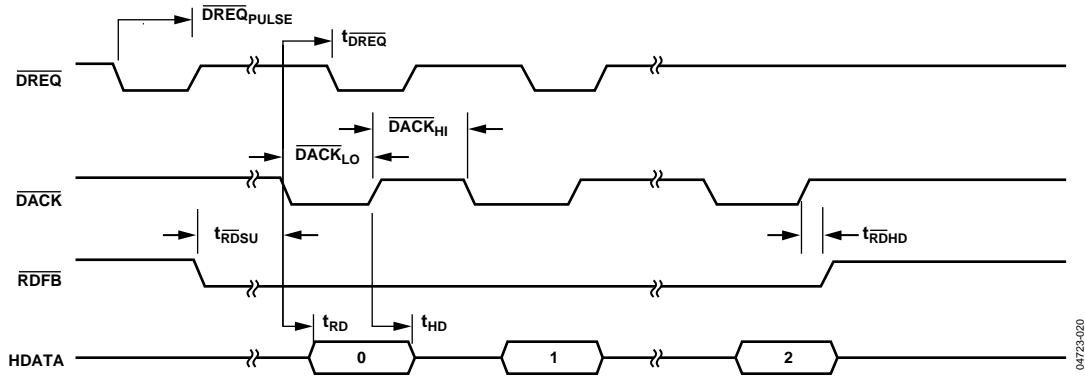 DREQPULSE
tDREQ
DREQ
DACKHI
DACKLO
DACK
tRDSU
tRDHD
RDFB
tRD
tHD
HDATA
0
1
2
04723-020